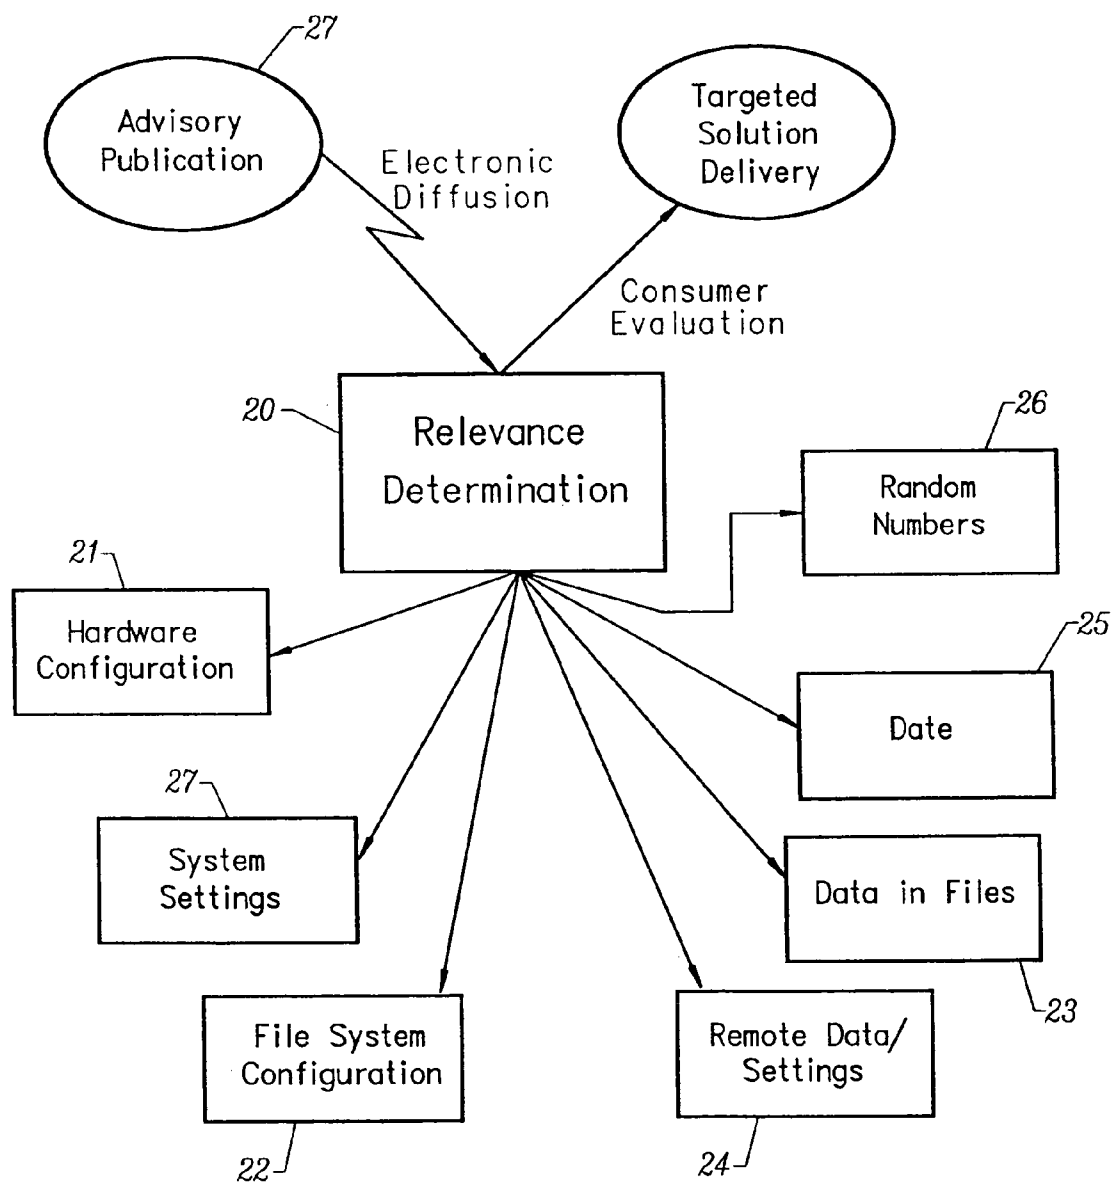 27
Advisory
Publication
Targeted
Solution
Delivery
Electronic
Diffusion
Consumer
Evaluation
20
Relevance
Determination
26
Random
Numbers
21
Hardware
Configuration
25
Date
27
System
Settings
Data in Files
23
File System
Configuration
22
Remote Data/
Settings
24